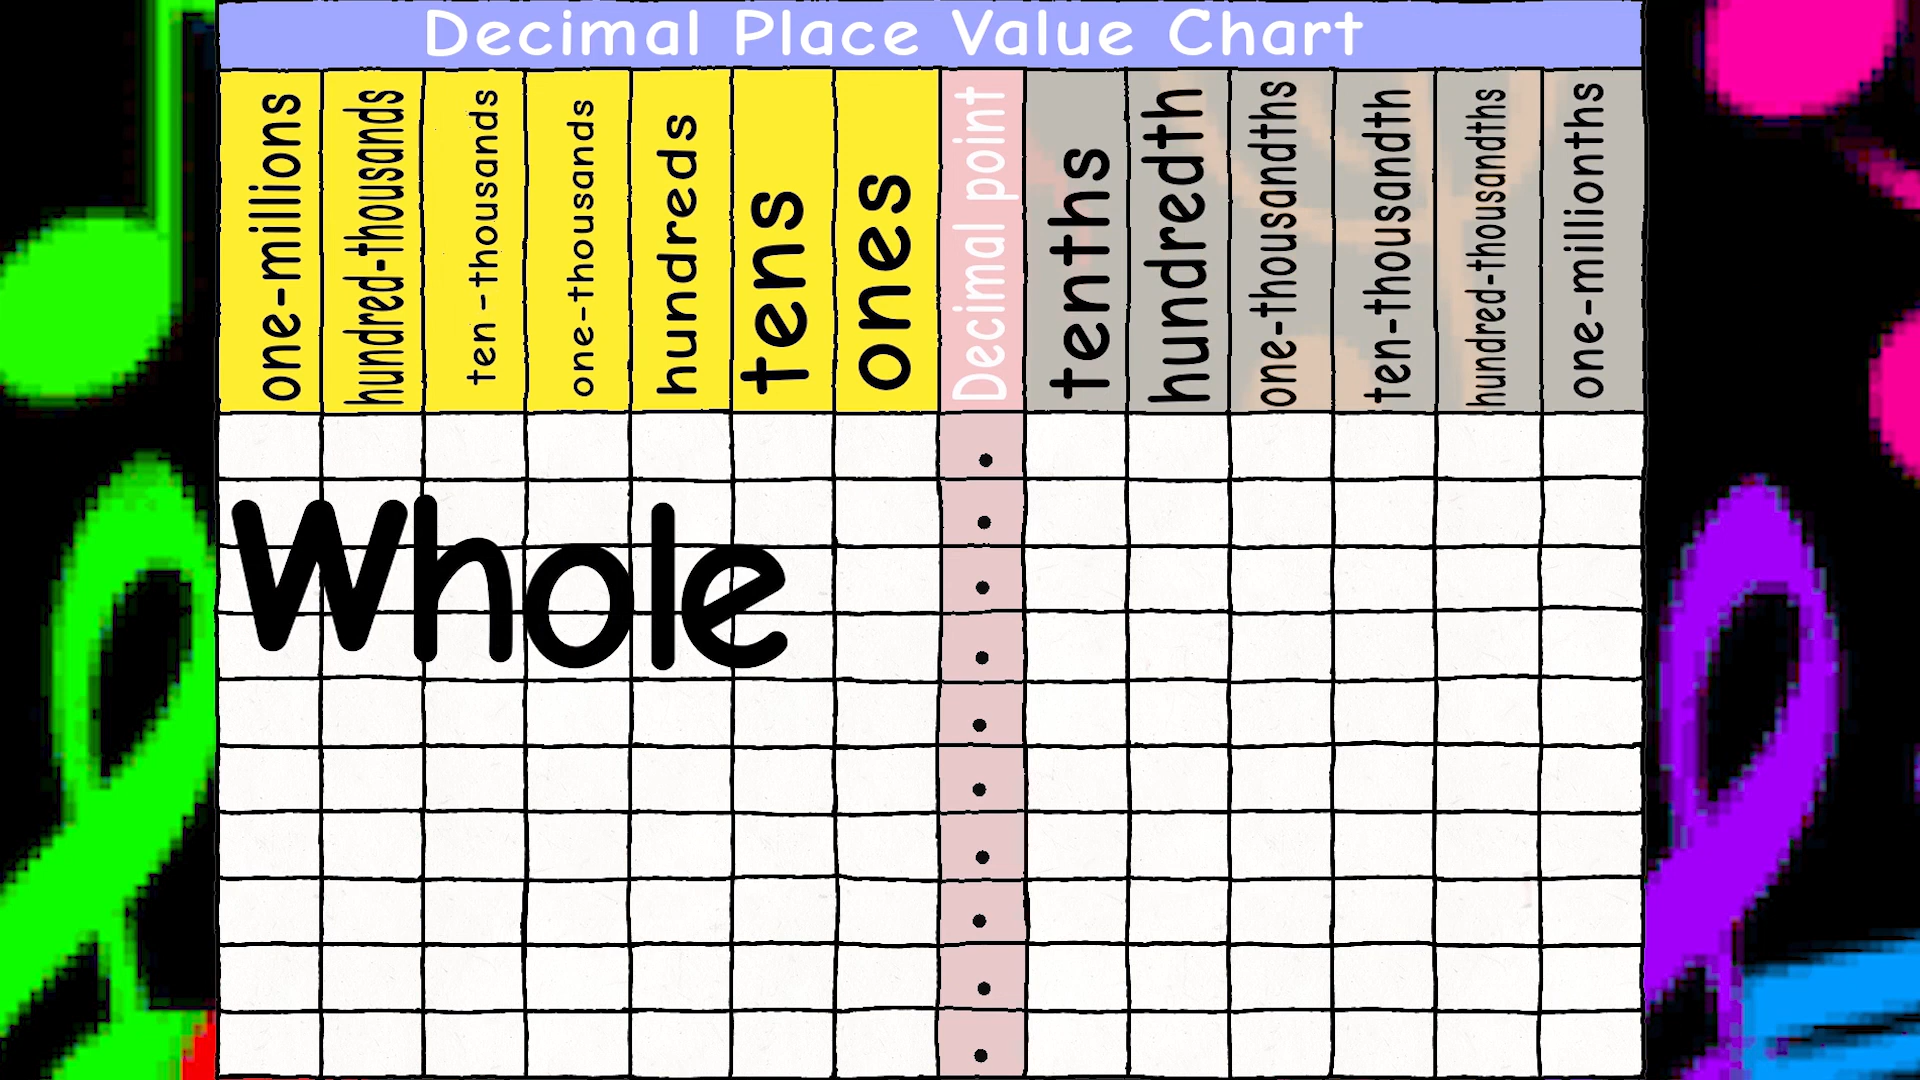 Decimal Place Value Chart
one-millions
hundred-thousands
ten-thousands
one-thousands
hundreds
tens
ones
Decimal point
tenths
hundredth
one-thousandths
ten-thousandth
hundred-thousandths
one-millionths
Whole